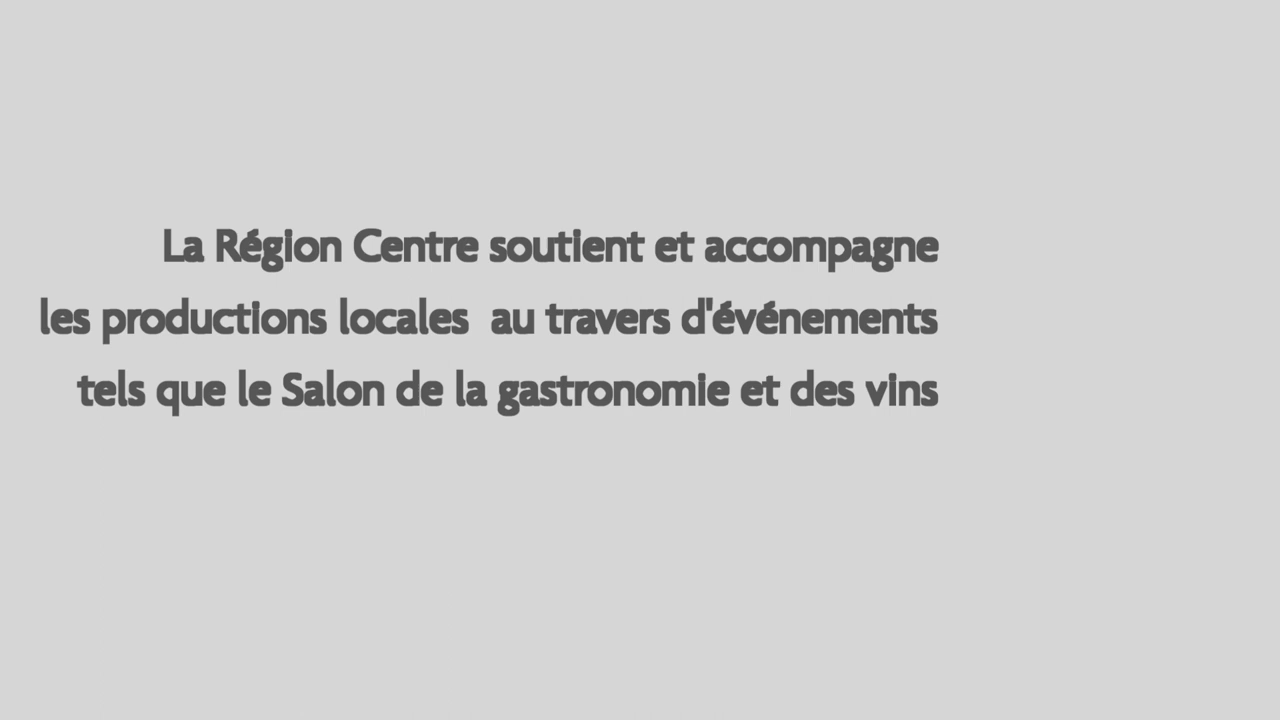 La Région Centre soutient et accompagne
les productions locales  au travers d'événements
tels que le Salon de la gastronomie et des vins